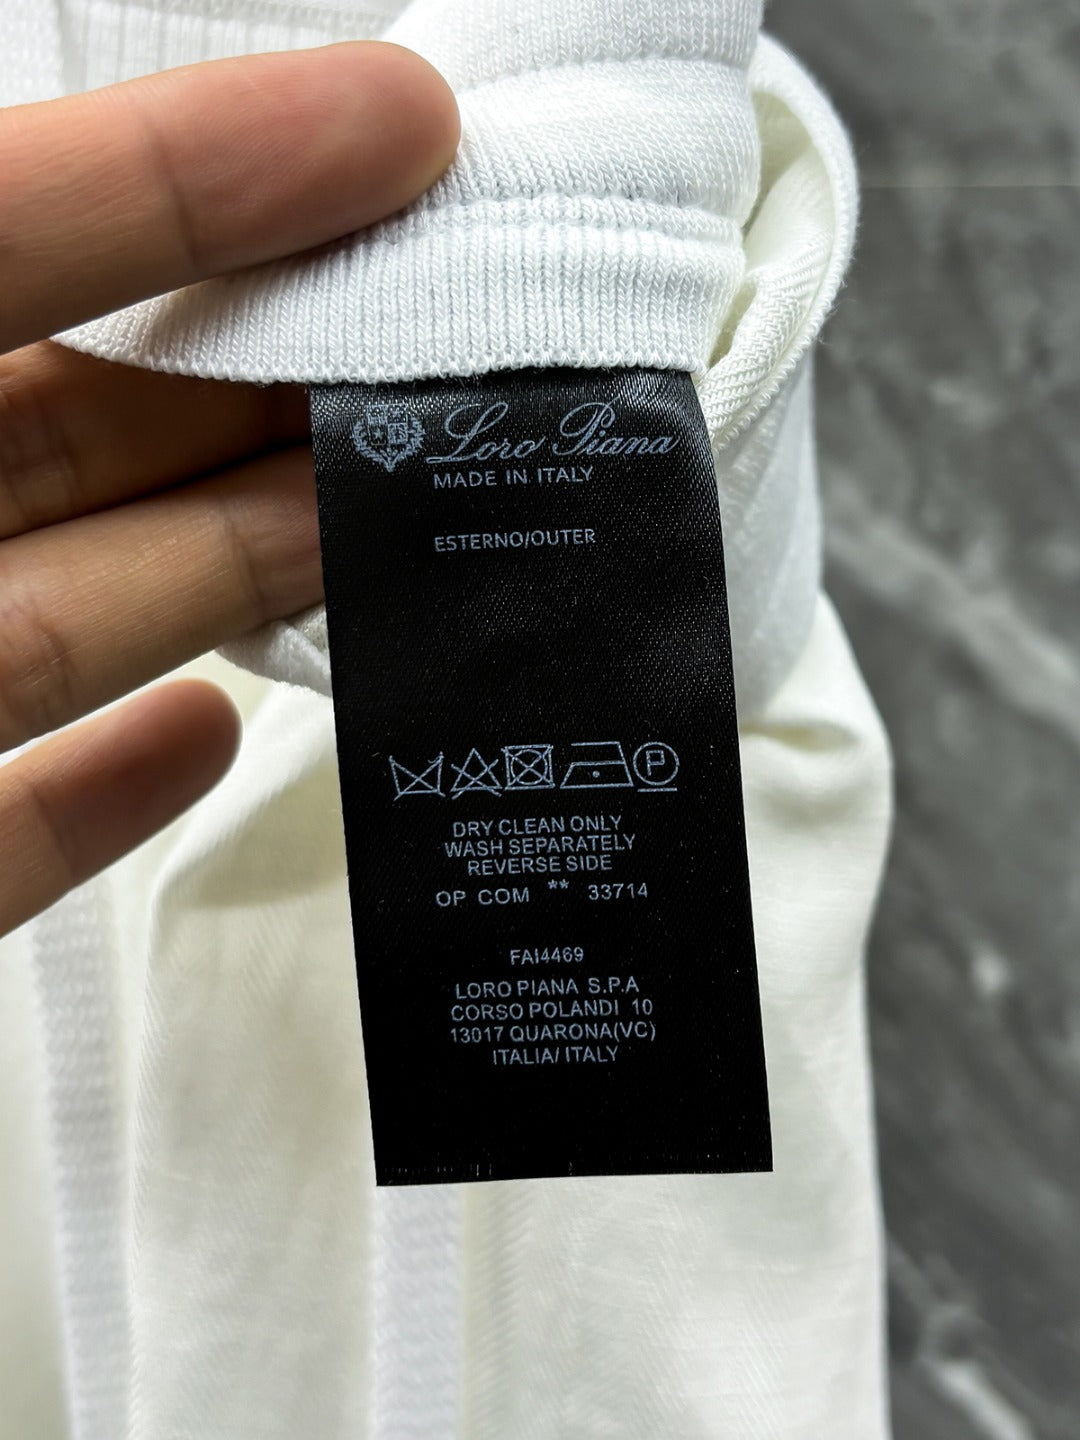 Loro Piana
MADE IN ITALY
ESTERNO/OUTER
P
DRY CLEAN ONLY
WASH SEPARATELY
REVERSE SIDE
OP COM ** 33714
FAI4469
LORO PIANA S.P.A
CORSO POLANDI 10
13017 QUARONA(VC)
ITALIA/ ITALY